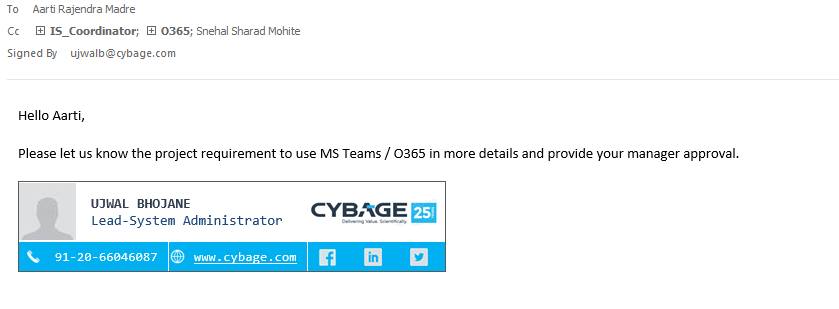 To Aarti Rajendra Madre
Cc IS_Coordinator; O365; Snehal Sharad Mohite
Signed By ujwalb@cybage.com
Hello Aarti,
Please let us know the project requirement to use MS Teams / O365 in more details and provide your manager approval.
UJWAL BHOJANE
Lead-System Administrator
CYBAGE 25
Delivering Value. Scientifically.
91-20-66046087 www.cybage.com